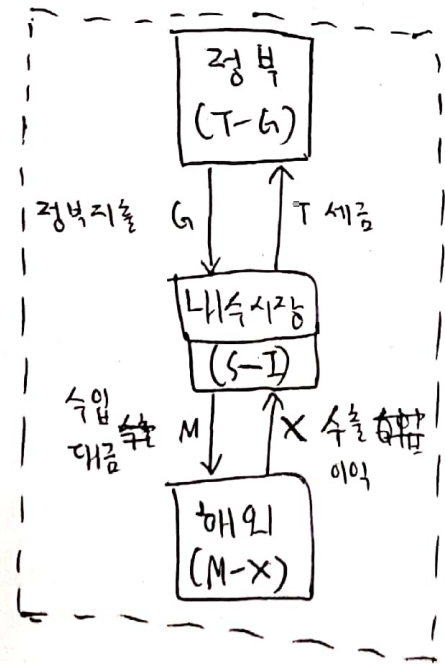 정부
(T-G)
정부지출 G
T 세금
내수시장
(S-I)
수입
대금
M
X 수출
이익
해외
(M-X)